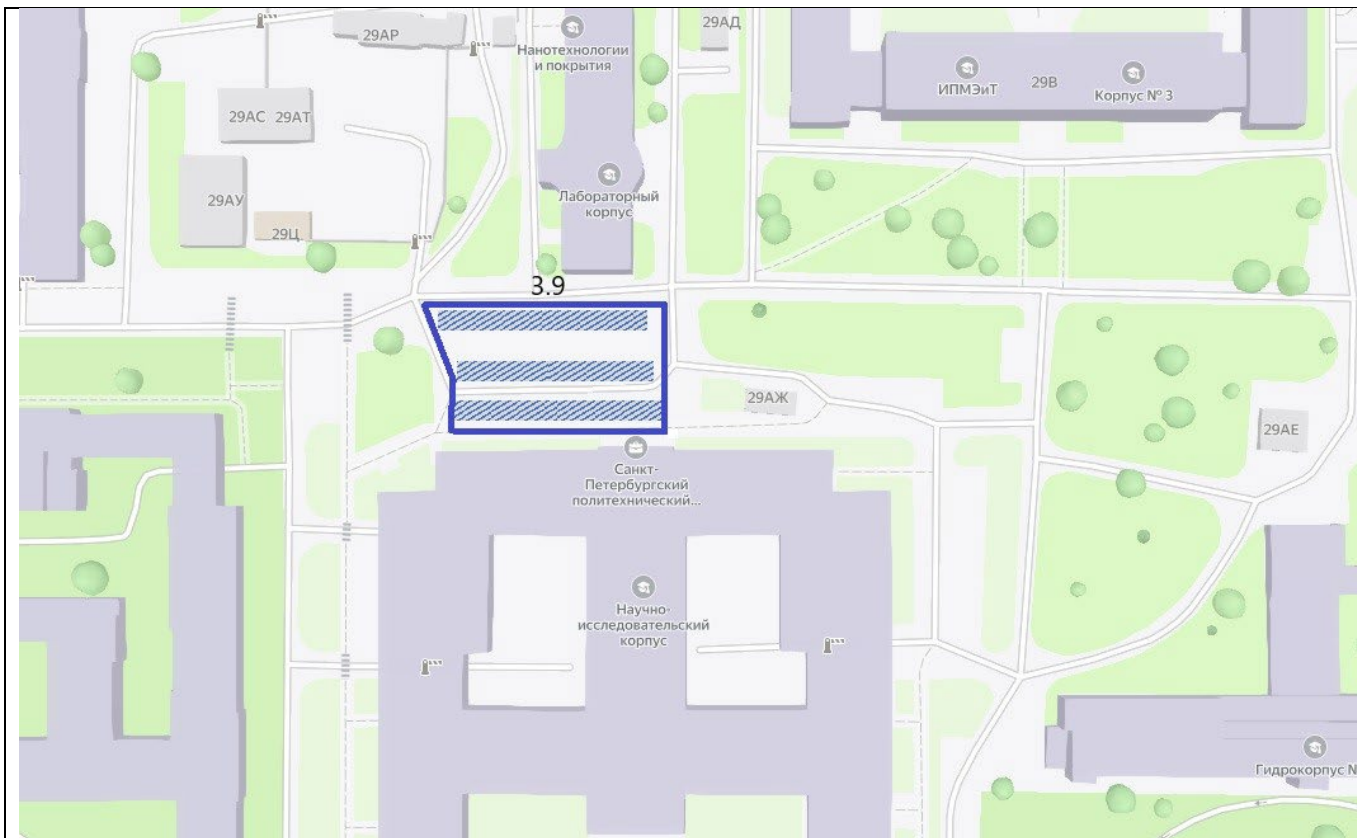 29АР
Нанотехнологии
и покрытия
29АД
ИПМЭиТ
29В
Корпус № 3
29АС
29АТ
29АУ
29Ц
Лабораторный
корпус
3.9
29АЖ
29АЕ
Санкт-
Петербургский
политехнический...
Научно-
исследовательский
корпус
Гидрокорпус N